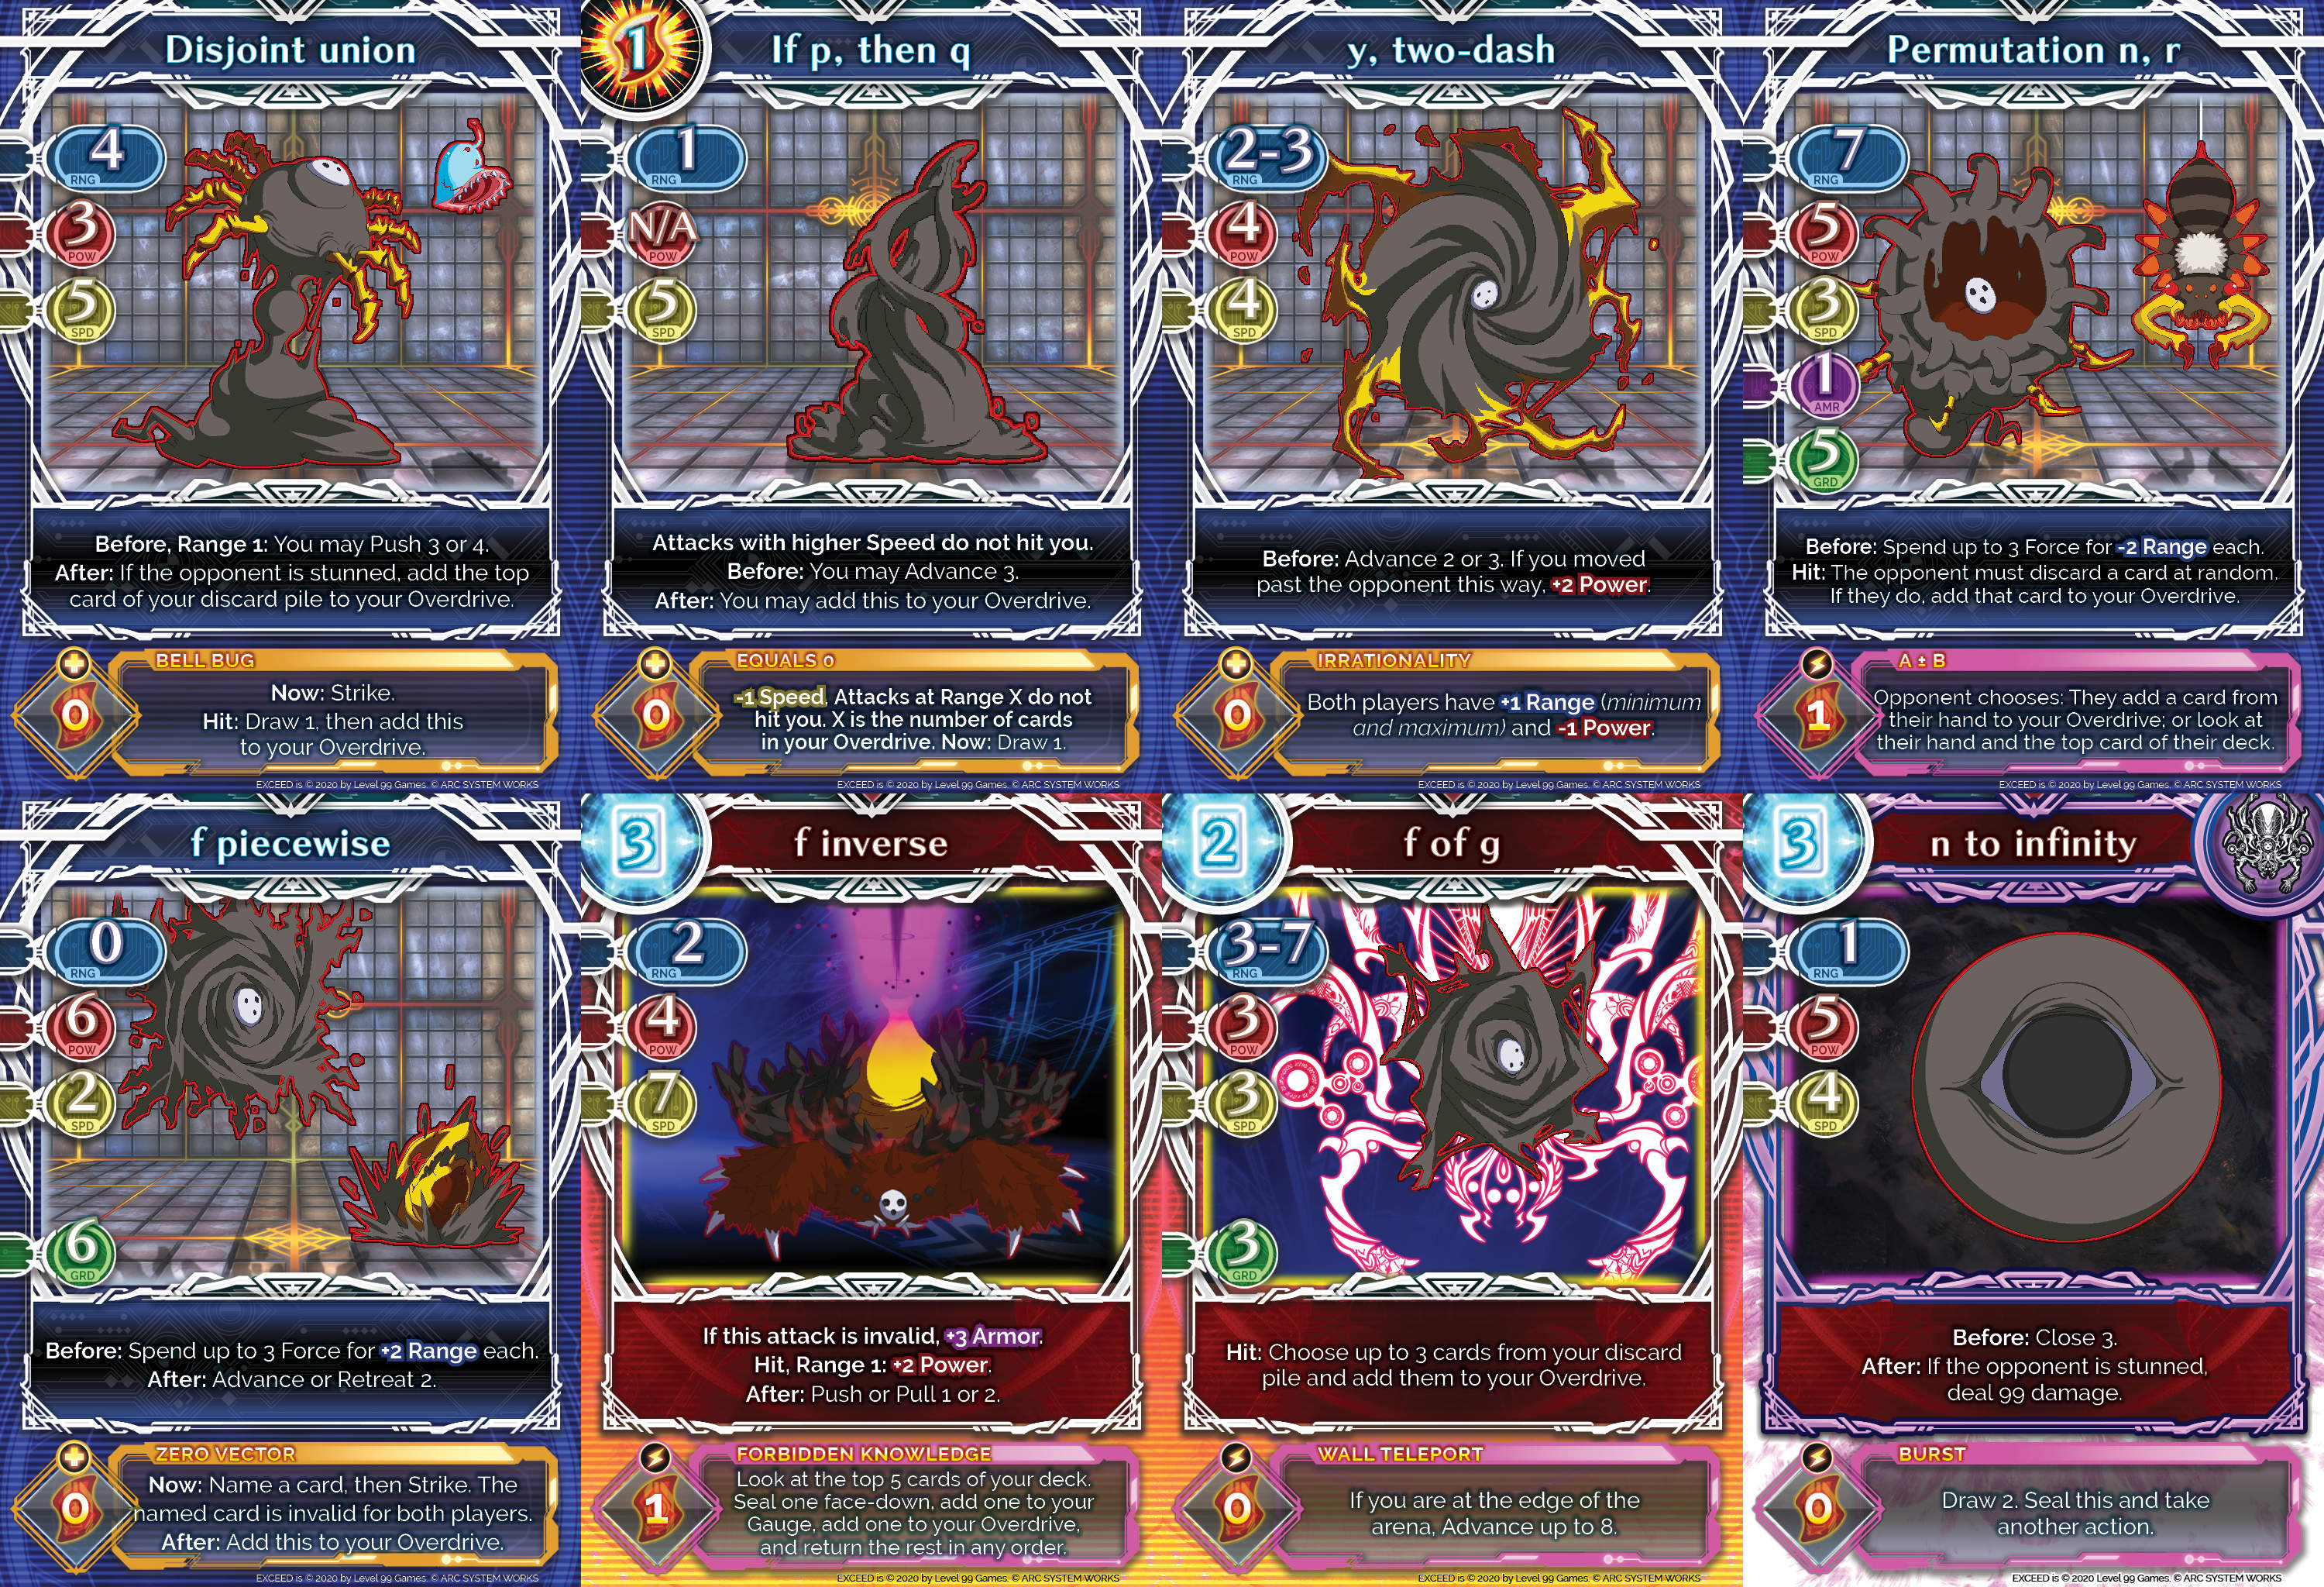 Disjoint union
4
RNG
3
POW
5
SPD
Before, Range 1: You may Push 3 or 4.
After: If the opponent is stunned, add the top
card of your discard pile to your Overdrive.
BELL BUG
0
Now: Strike.
Hit: Draw 1, then add this
to your Overdrive.
EXCEED is © 2020 by Level 99 Games. © ARC SYSTEM WORKS
1
If p, then q
1
RNG
N/A
POW
5
SPD
Attacks with higher Speed do not hit you.
Before: You may Advance 3.
After: You may add this to your Overdrive.
EQUALS 0
0
-1 Speed. Attacks at Range X do not
hit you. X is the number of cards
in your Overdrive. Now: Draw 1.
EXCEED is © 2020 by Level 99 Games. © ARC SYSTEM WORKS
y, two-dash
2-3
RNG
4
POW
4
SPD
Before: Advance 2 or 3. If you moved
past the opponent this way, +2 Power.
IRRATIONALITY
0
Both players have +1 Range (minimum
and maximum) and -1 Power.
EXCEED is © 2020 by Level 99 Games. © ARC SYSTEM WORKS
Permutation n, r
7
RNG
5
POW
3
SPD
1
AMR
5
GRD
Before: Spend up to 3 Force for -2 Range each.
Hit: The opponent must discard a card at random.
If they do, add that card to your Overdrive.
A ± B
1
Opponent chooses: They add a card from
their hand to your Overdrive; or look at
their hand and the top card of their deck.
EXCEED is © 2020 by Level 99 Games. © ARC SYSTEM WORKS
f piecewise
0
RNG
6
POW
2
SPD
6
GRD
Before: Spend up to 3 Force for +2 Range each.
After: Advance or Retreat 2.
ZERO VECTOR
0
Now: Name a card, then Strike. The
named card is invalid for both players.
After: Add this to your Overdrive.
EXCEED is © 2020 by Level 99 Games. © ARC SYSTEM WORKS
3
f inverse
2
RNG
4
POW
7
SPD
If this attack is invalid, +3 Armor.
Hit, Range 1: +2 Power.
After: Push or Pull 1 or 2.
FORBIDDEN KNOWLEDGE
1
Look at the top 5 cards of your deck.
Seal one face-down, add one to your
Gauge, add one to your Overdrive,
and return the rest in any order.
EXCEED is © 2020 by Level 99 Games. © ARC SYSTEM WORKS
2
f of g
3-7
RNG
3
POW
3
SPD
3
GRD
Hit: Choose up to 3 cards from your discard
pile and add them to your Overdrive.
WALL TELEPORT
0
If you are at the edge of the
arena, Advance up to 8.
EXCEED is © 2020 by Level 99 Games. © ARC SYSTEM WORKS
3
n to infinity
1
RNG
5
POW
4
SPD
Before: Close 3.
After: If the opponent is stunned,
deal 99 damage.
BURST
0
Draw 2. Seal this and take
another action.
EXCEED is © 2020 by Level 99 Games. © ARC SYSTEM WORKS